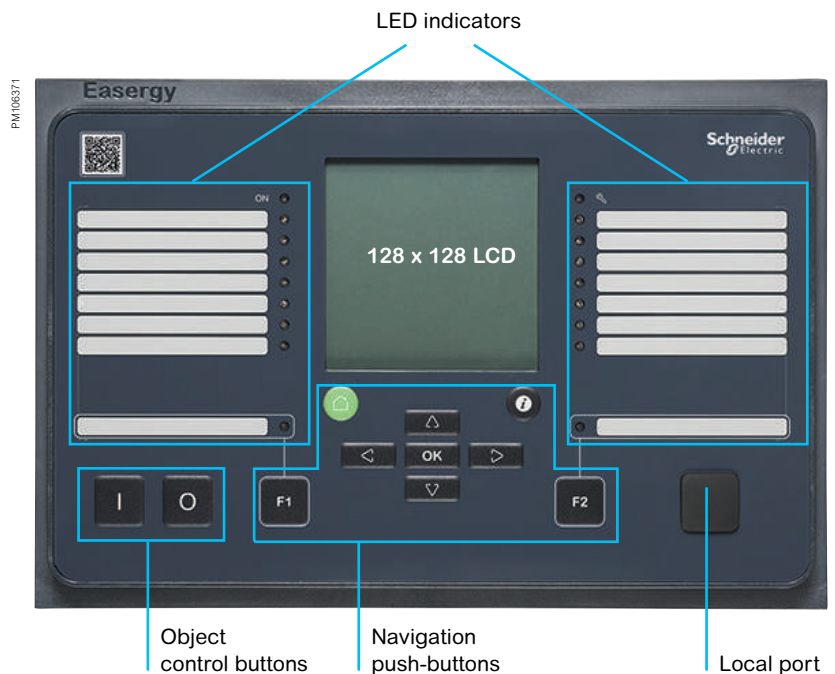 LED indicators
PM106371
Easergy
Schneider
Electric
ON
128 x 128 LCD
i
OK
I
O
F1
F2
Object
control buttons
Navigation
push-buttons
Local port